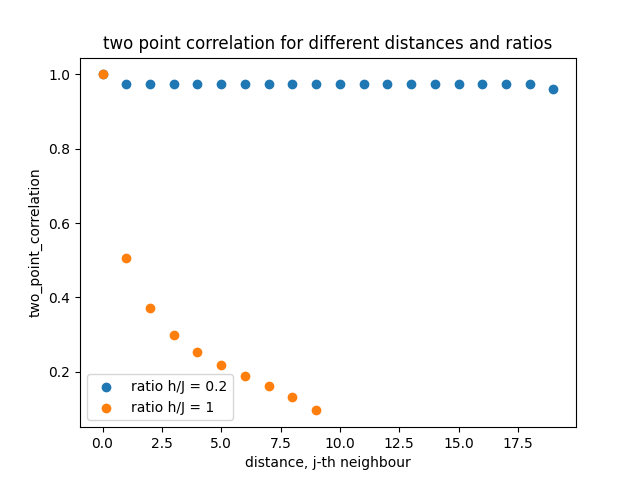 two point correlation for different distances and ratios
1.0
0.8
0.6
0.4
0.2
two_point_correlation
ratio h/J = 0.2
ratio h/J = 1
0.0 2.5 5.0 7.5 10.0 12.5 15.0 17.5
distance, j-th neighbour